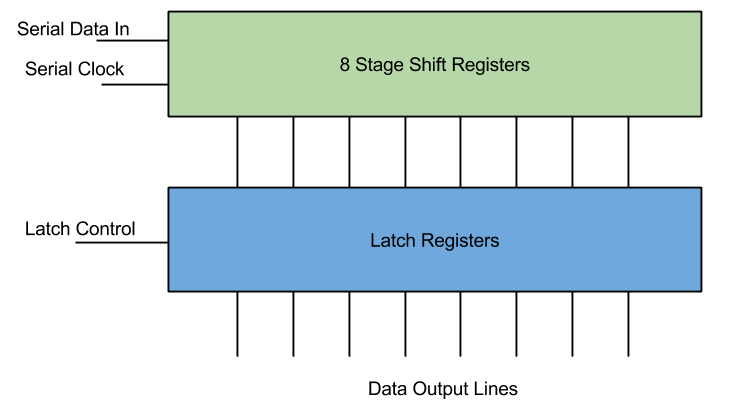 Serial Data In
8 Stage Shift Registers
Serial Clock
Latch Control
Latch Registers
Data Output Lines